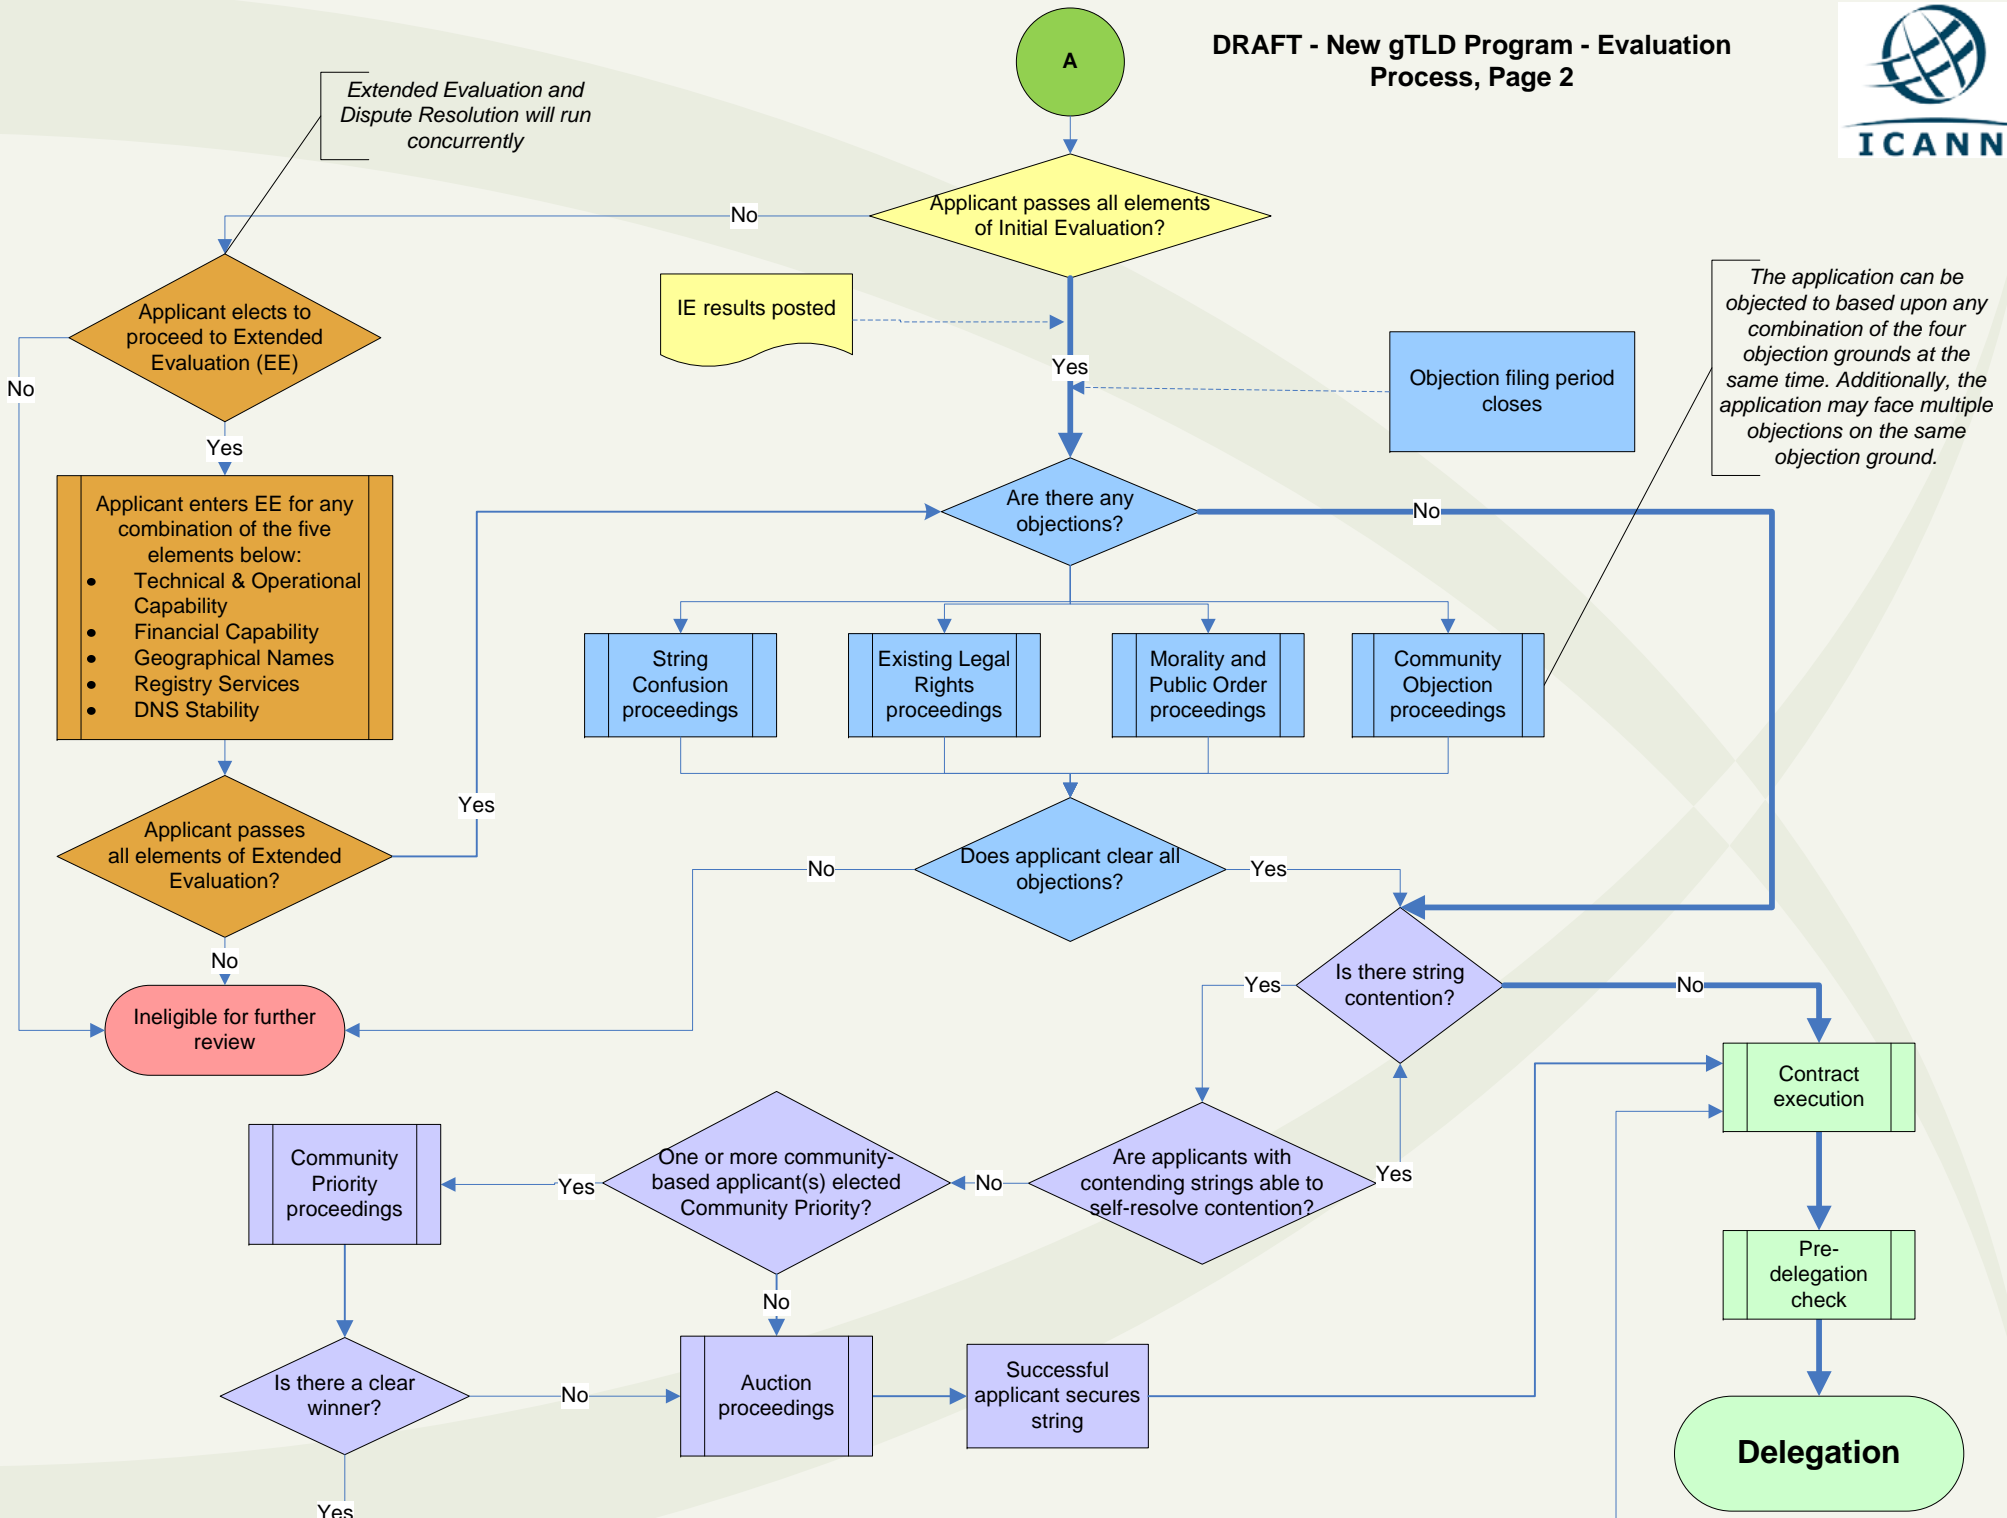 A
DRAFT - New gTLD Program - Evaluation
Process, Page 2
ICANN
Extended Evaluation and
Dispute Resolution will run
concurrently
Applicant passes all elements
of Initial Evaluation?
No
IE results posted
Yes
Objection filing period
closes
The application can be
objected to based upon any
combination of the four
objection grounds at the
same time. Additionally, the
application may face multiple
objections on the same
objection ground.
Applicant elects to
proceed to Extended
Evaluation (EE)
No
Yes
Applicant enters EE for any
combination of the five
elements below:
• Technical & Operational
Capability
• Financial Capability
• Geographical Names
• Registry Services
• DNS Stability
Are there any
objections?
No
String
Confusion
proceedings
Existing Legal
Rights
proceedings
Morality and
Public Order
proceedings
Community
Objection
proceedings
Applicant passes
all elements of Extended
Evaluation?
Yes
No
Does applicant clear all
objections?
No
Yes
Ineligible for further
review
Is there string
contention?
Yes
No
Contract
execution
Community
Priority
proceedings
Yes
One or more community-
based applicant(s) elected
Community Priority?
No
Are applicants with
contending strings able to
self-resolve contention?
Yes
No
Pre-
delegation
check
Is there a clear
winner?
No
Auction
proceedings
Successful
applicant secures
string
Delegation
Yes